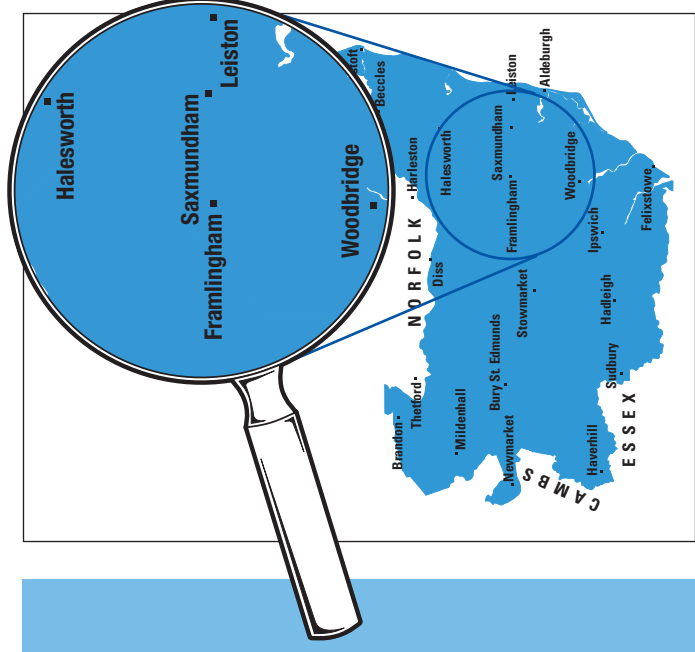 Halesworth
Saxmundham
Leiston
Framlingham
Woodbridge
Beccles
NORFOLK
Harleston
Halesworth
Diss
Thetford
Brandon
Mildenhall
Bury St. Edmunds
Newmarket
Stowmarket
Framlingham
Saxmundham
Leiston
Aldeburgh
Woodbridge
Ipswich
Felixstowe
Hadleigh
Sudbury
Haverhill
CAMBS
ESSEX